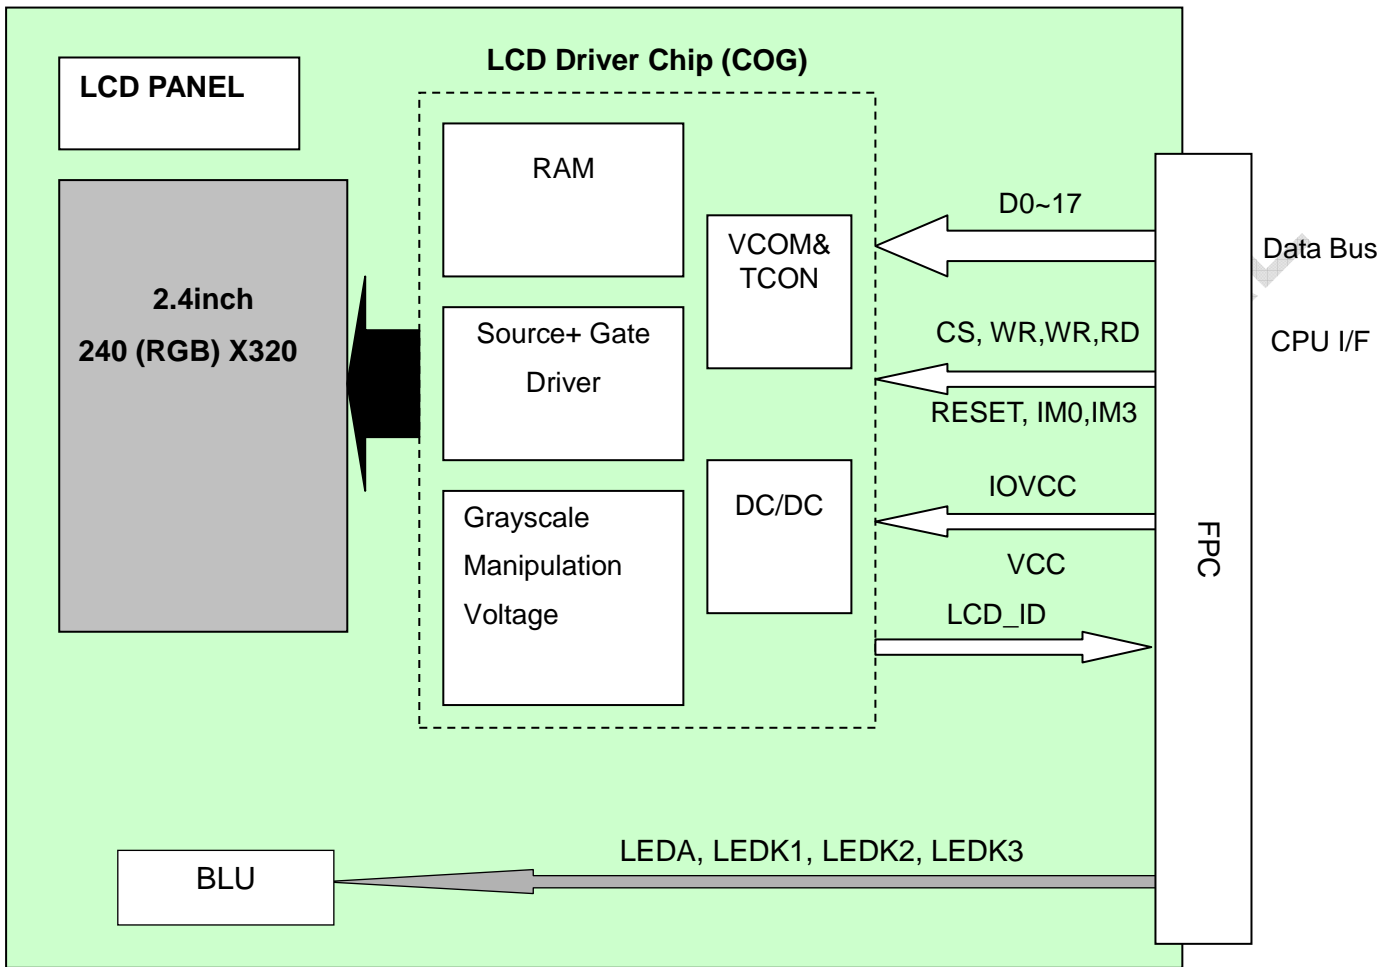 LCD Driver Chip (COG)
LCD PANEL
2.4inch
240 (RGB) X320
RAM
Source+ Gate
Driver
Grayscale
Manipulation
Voltage
VCOM&
TCON
DC/DC
D0~17
CS, WR,WR,RD
RESET, IM0,IM3
IOVCC
VCC
LCD_ID
FPC
Data Bus
CPU I/F
BLU
LEDA, LEDK1, LEDK2, LEDK3